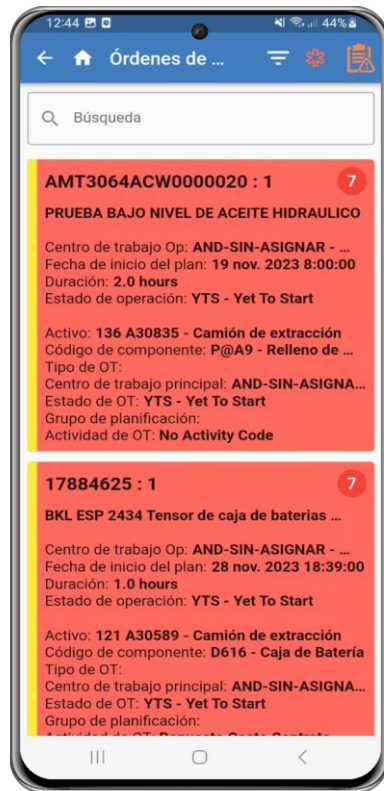 12:44 44%
Órdenes de ...
Búsqueda
AMT3064ACW0000020 : 1 7
PRUEBA BAJO NIVEL DE ACEITE HIDRAULICO
Centro de trabajo Op: AND-SIN-ASIGNAR - ...
Fecha de inicio del plan: 19 nov. 2023 8:00:00
Duración: 2.0 hours
Estado de operación: YTS - Yet To Start
Activo: 136 A30835 - Camión de extracción
Código de componente: P@A9 - Relleno de ...
Tipo de OT:
Centro de trabajo principal: AND-SIN-ASIGNA...
Estado de OT: YTS - Yet To Start
Grupo de planificación:
Actividad de OT: No Activity Code
17884625 : 1 7
BKL ESP 2434 Tensor de caja de baterias ...
Centro de trabajo Op: AND-SIN-ASIGNAR - ...
Fecha de inicio del plan: 28 nov. 2023 18:39:00
Duración: 1.0 hours
Estado de operación: YTS - Yet To Start
Activo: 121 A30589 - Camión de extracción
Código de componente: D616 - Caja de Batería
Tipo de OT:
Centro de trabajo principal: AND-SIN-ASIGNA...
Estado de OT: YTS - Yet To Start
Grupo de planificación: